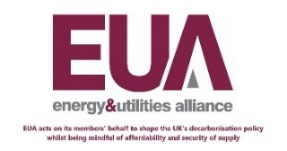 EUA
energy&utilities alliance
EUA acts on its members' behalf to shape the UK's decarbonisation policy
whilst being mindful of affordability and security of supply